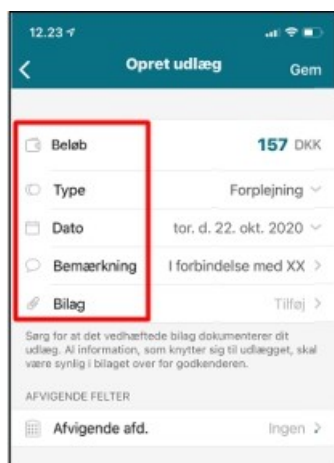 12.23
Opret udlæg Gem
Beløb 157 DKK
Type Forplejning
Dato tor. d. 22. okt. 2020
Bemærkning I forbindelse med XX
Bilag Tilføj
Sørg for at det vedhæftede bilag dokumenterer dit
udlæg. Al information, som knytter sig til udlægget, skal
være synlig i bilaget over for godkenderen.
AFVIGENDE FELTER
Afvigende afd. Ingen